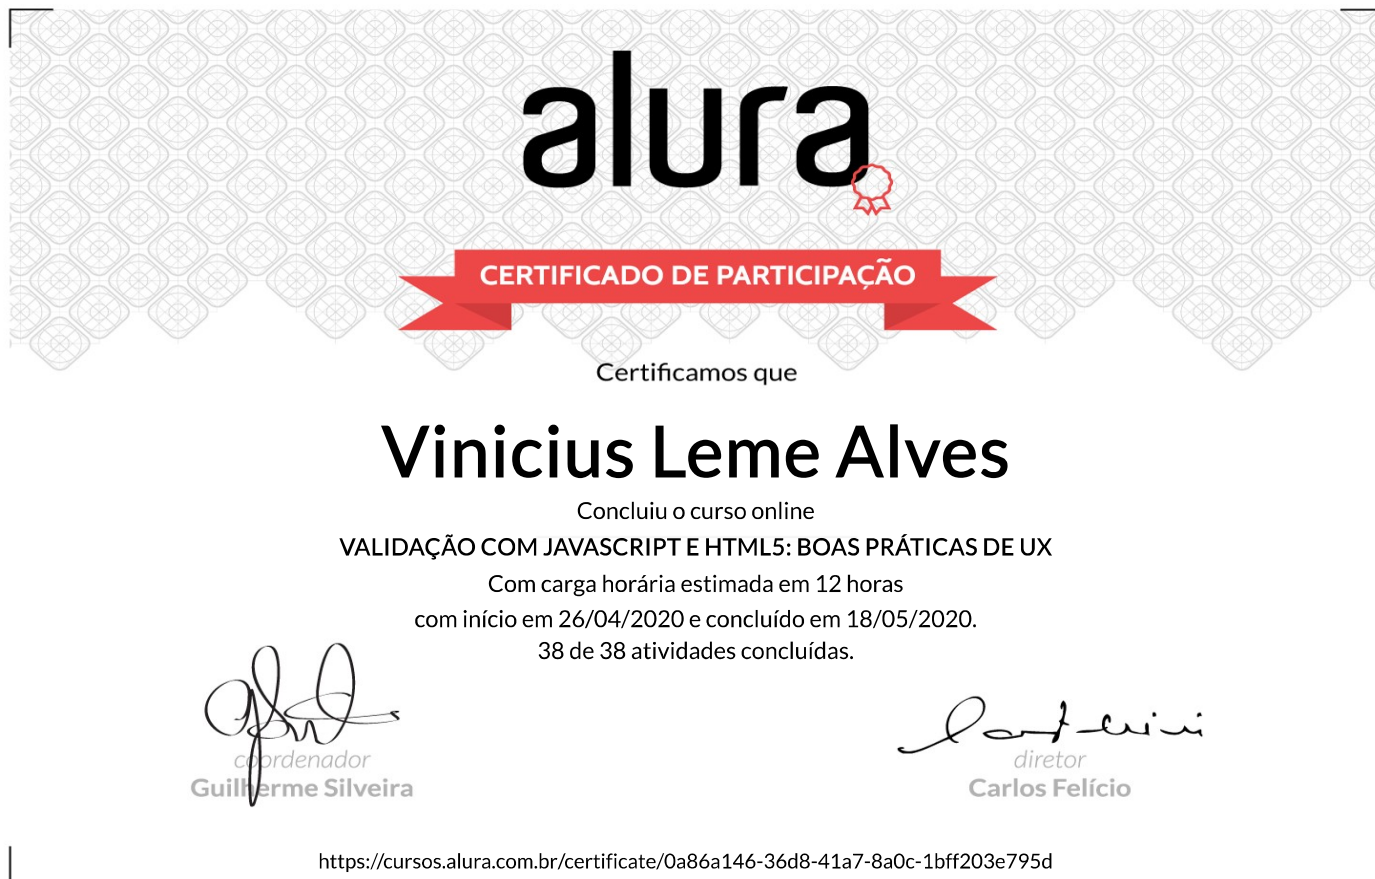 alura
CERTIFICADO DE PARTICIPAÇÃO
Certificamos que
Vinicius Leme Alves
Concluiu o curso online
VALIDAÇÃO COM JAVASCRIPT E HTML5: BOAS PRÁTICAS DE UX
Com carga horária estimada em 12 horas
com início em 26/04/2020 e concluído em 18/05/2020.
38 de 38 atividades concluídas.
coordenador
Guilherme Silveira
diretor
Carlos Felício
https://cursos.alura.com.br/certificate/0a86a146-36d8-41a7-8a0c-1bff203e795d